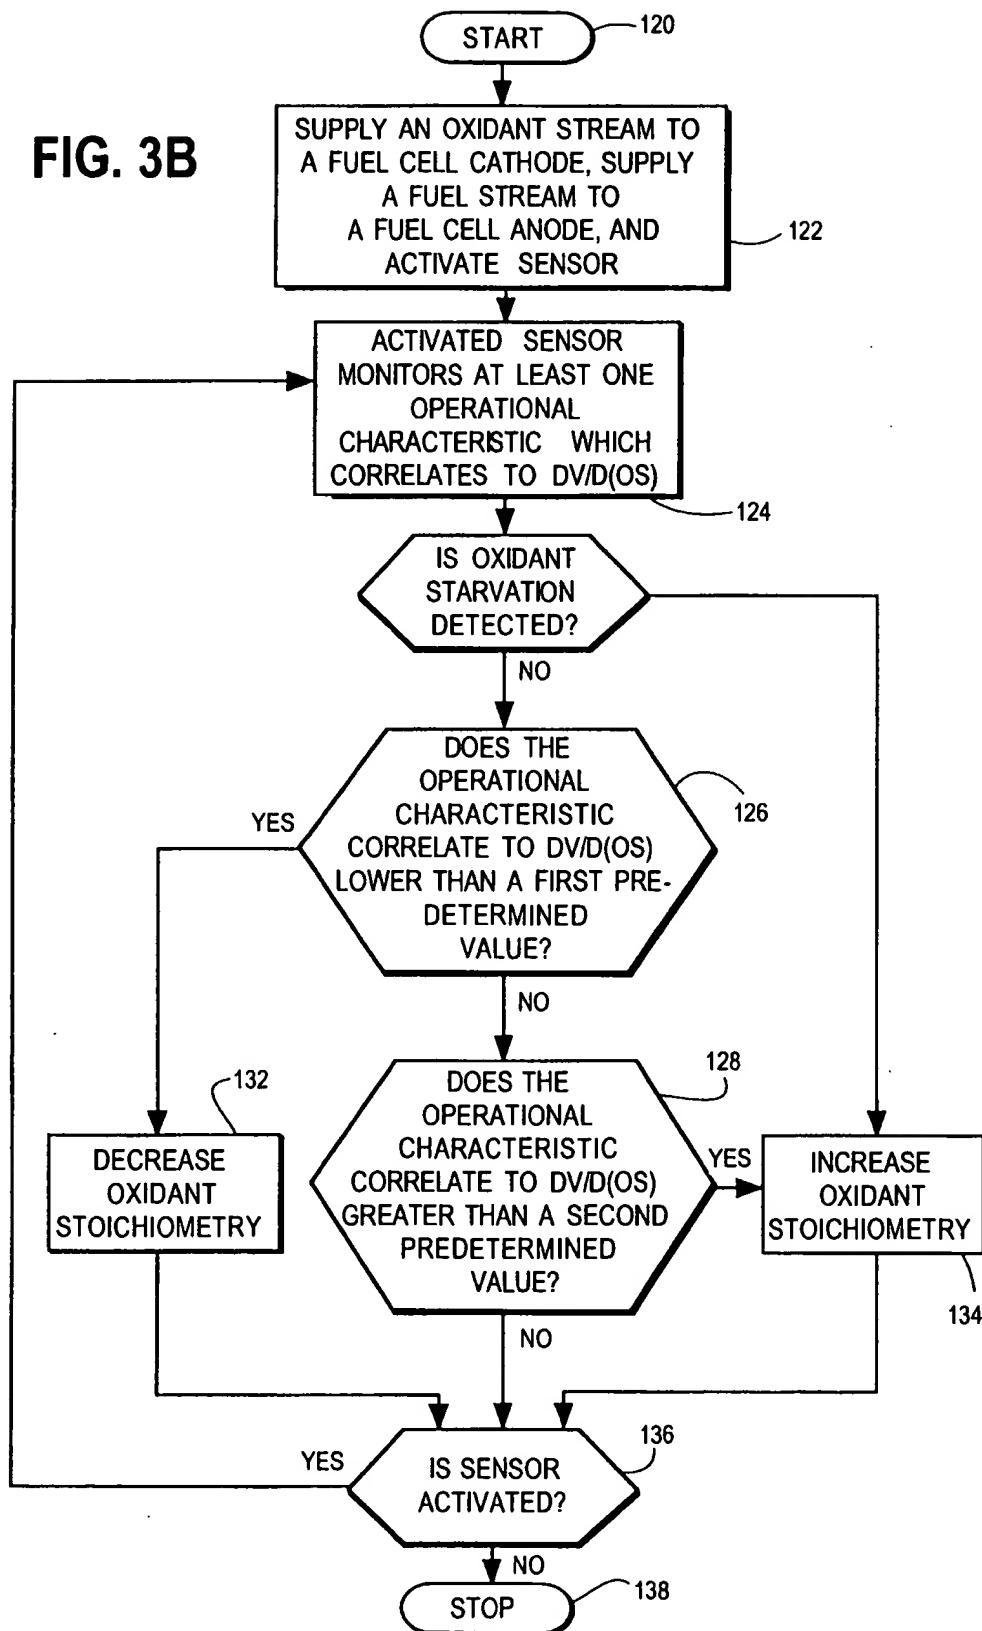 START
120
FIG. 3B
SUPPLY AN OXIDANT STREAM TO
A FUEL CELL CATHODE, SUPPLY
A FUEL STREAM TO
A FUEL CELL ANODE, AND
ACTIVATE SENSOR
122
ACTIVATED SENSOR
MONITORS AT LEAST ONE
OPERATIONAL
CHARACTERISTIC WHICH
CORRELATES TO DV/D(OS)
124
IS OXIDANT
STARVATION
DETECTED?
NO
DOES THE
OPERATIONAL
CHARACTERISTIC
CORRELATE TO DV/D(OS)
LOWER THAN A FIRST PRE-
DETERMINED
VALUE?
126
YES
NO
DOES THE
OPERATIONAL
CHARACTERISTIC
CORRELATE TO DV/D(OS)
GREATER THAN A SECOND
PREDETERMINED
VALUE?
128
YES
132
DECREASE
OXIDANT
STOICHIOMETRY
INCREASE
OXIDANT
STOICHIOMETRY
134
NO
YES
IS SENSOR
ACTIVATED?
136
NO
STOP
138